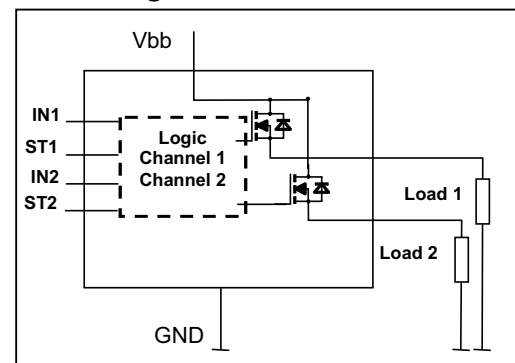 Vbb
IN1
ST1
IN2
ST2
Logic
Channel 1
Channel 2
Load 1
Load 2
GND